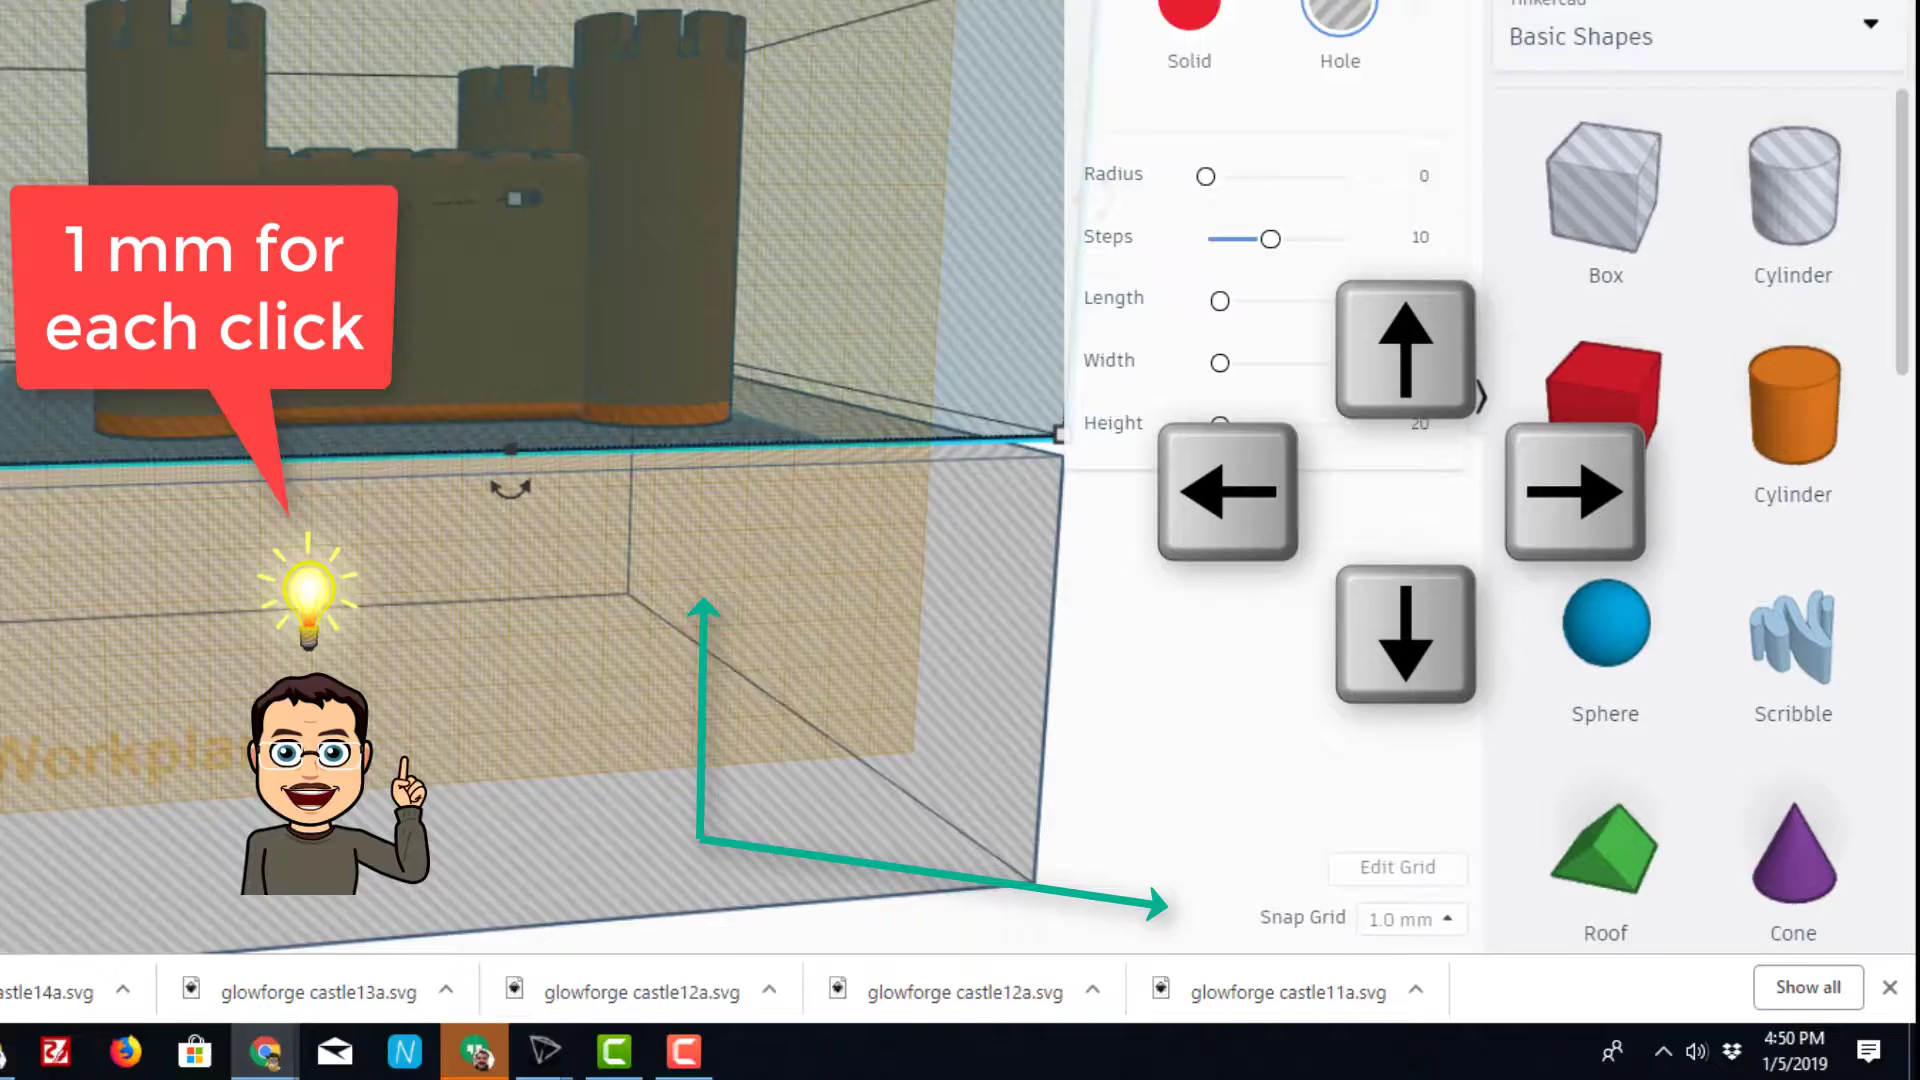 Tinkercad
Basic Shapes
Solid
Hole
Radius
0
Steps
10
Length
Width
Height
20
Box
Cylinder
Cylinder
Sphere
Scribble
Roof
Cone
1 mm for
each click
Edit Grid
Snap Grid
1.0 mm
astle14a.svg
glowforge castle13a.svg
glowforge castle12a.svg
glowforge castle12a.svg
glowforge castle11a.svg
Show all
4:50 PM
1/5/2019